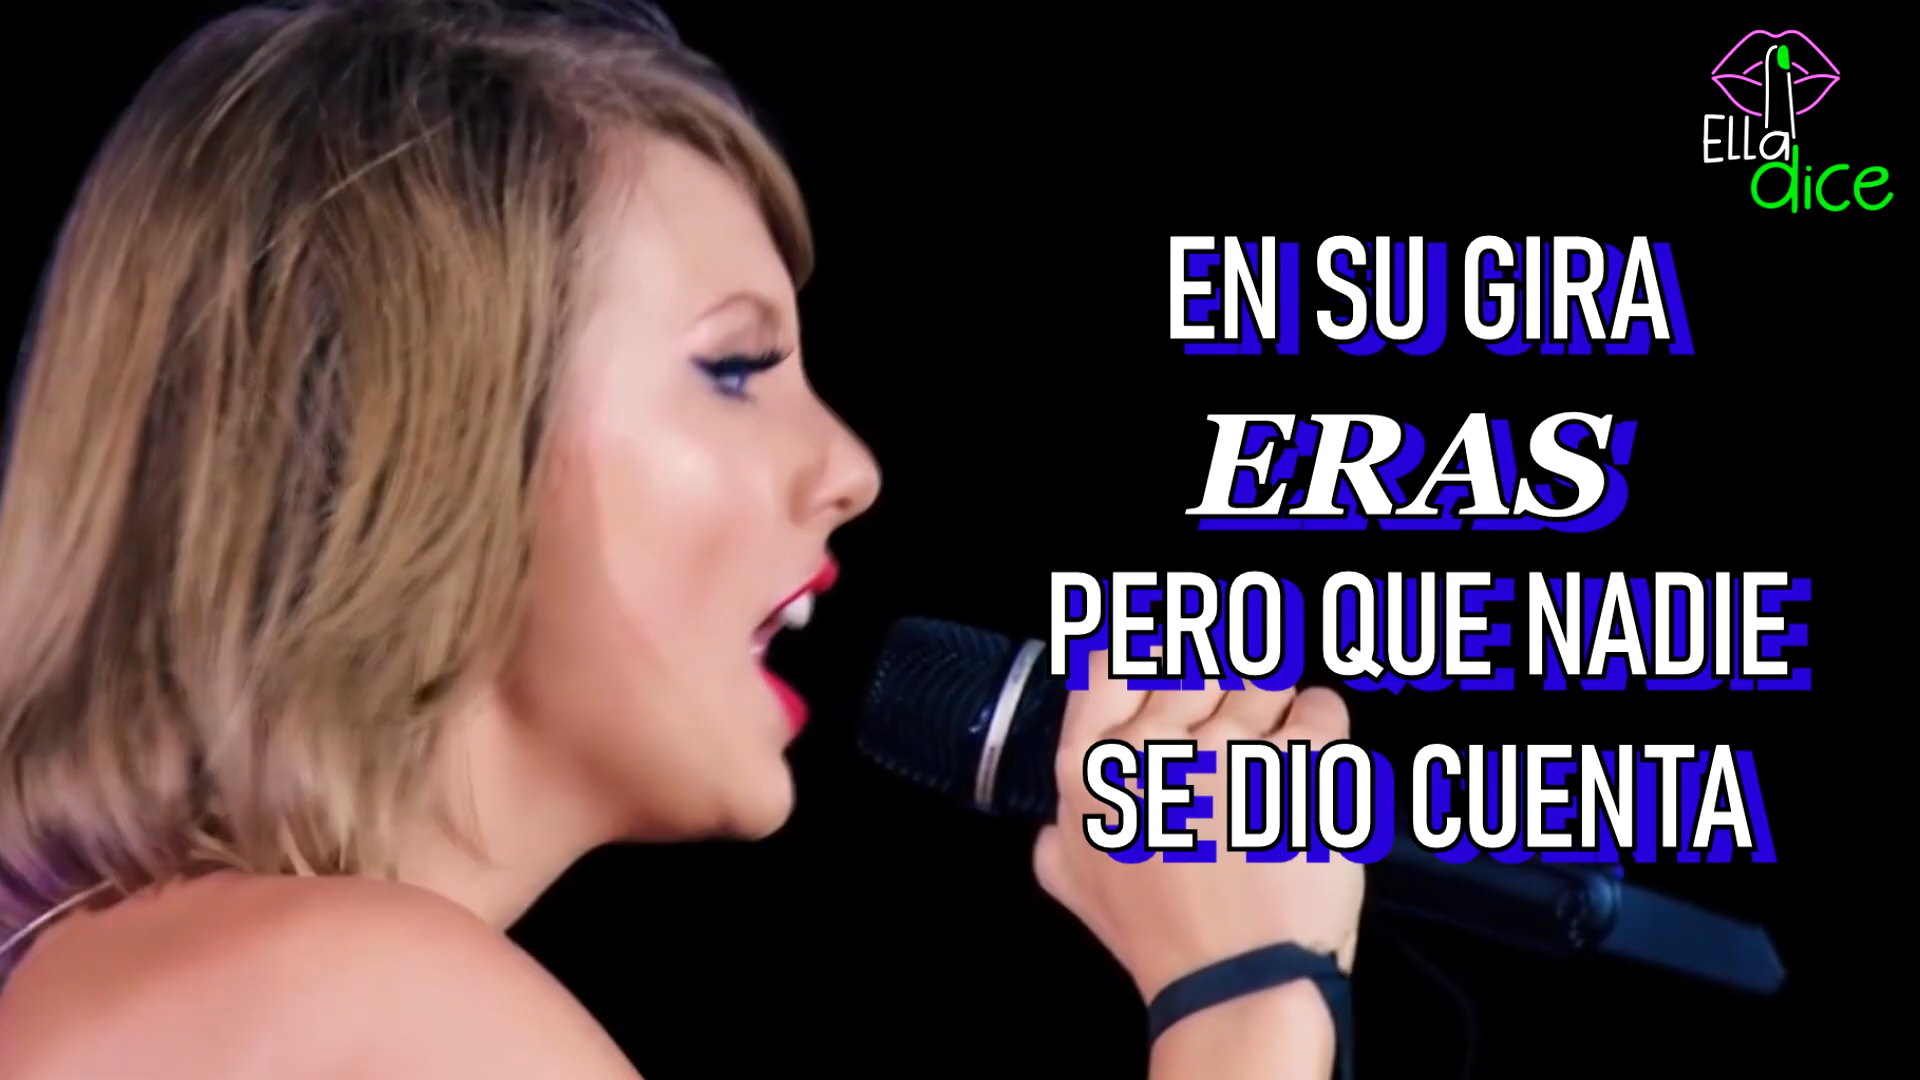 ELLa
dice
EN SU GIRA
ERAS
PERO QUE NADIE
SE DIO CUENTA